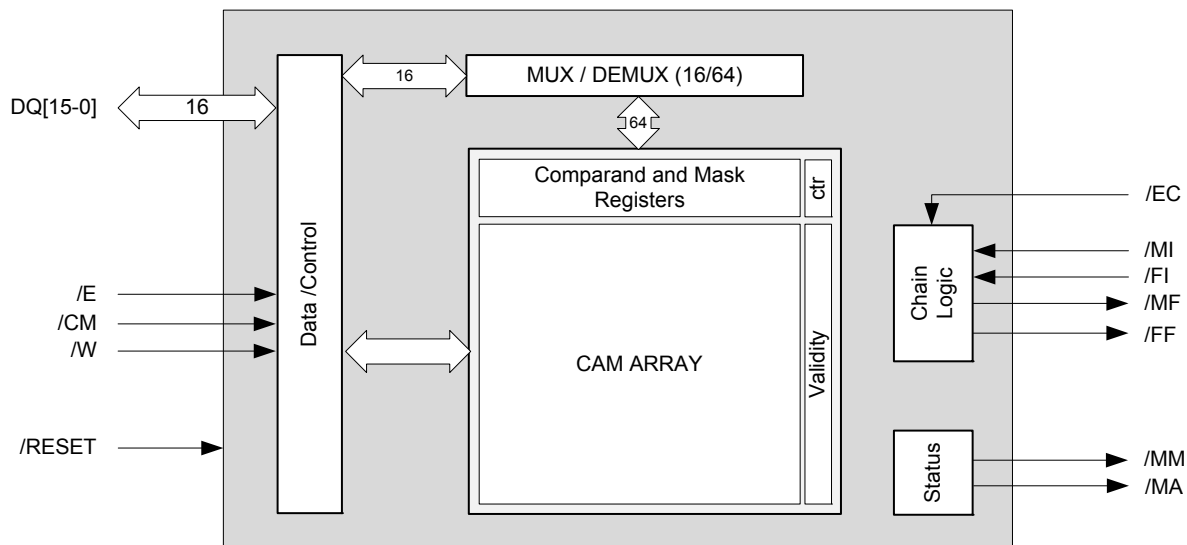 DQ[15-0]
16
16
MUX / DEMUX (16/64)
64
Comparand and Mask
Registers
ctr
Data /Control
/E
/CM
/W
/RESET
CAM ARRAY
Validity
Chain
Logic
/EC
/MI
/FI
/MF
/FF
Status
/MM
/MA